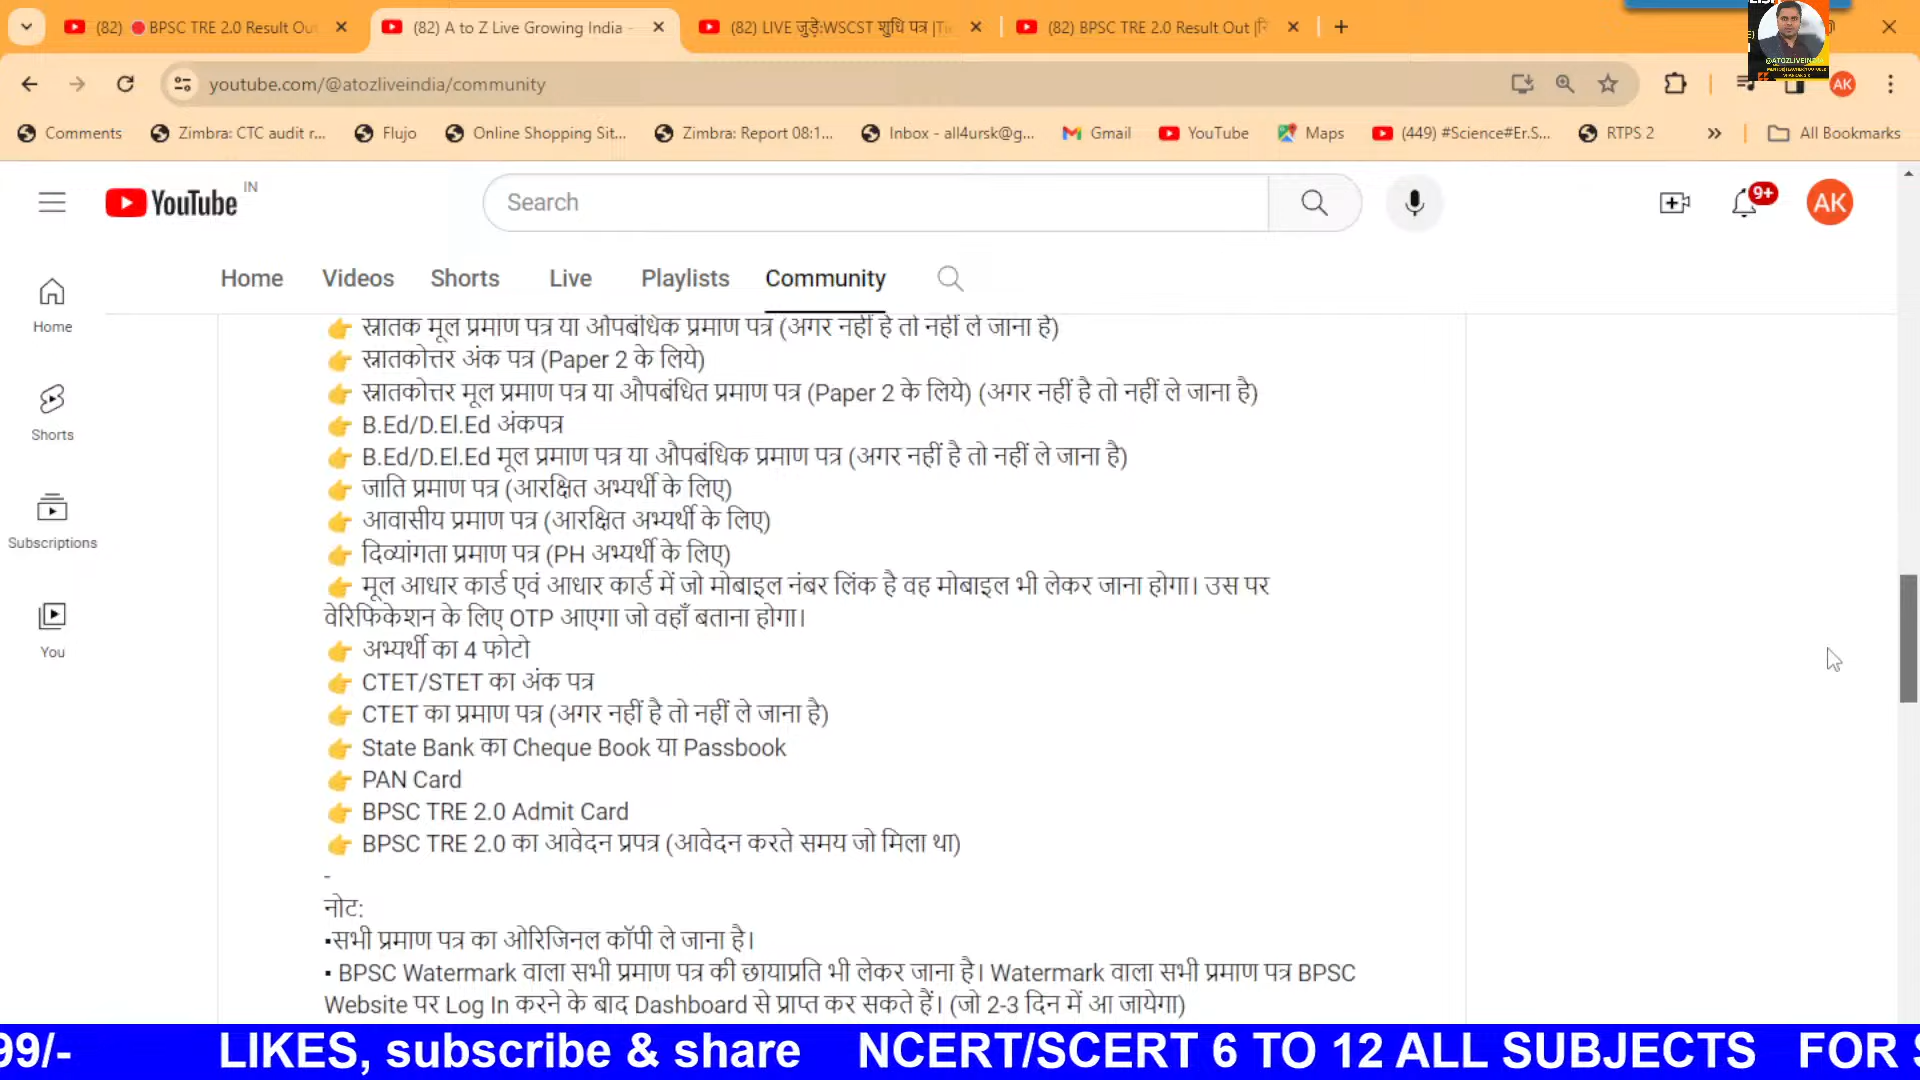 (82) 🔴 BPSC TRE 2.0 Result Ou
(82) A to Z Live Growing India -
(82) LIVE जुड़े:WSCST शुधि पत्र |Ti
(82) BPSC TRE 2.0 Result Out |
youtube.com/@atozliveindia/community
AK
@ATOZLIVEINDIA
Comments
Zimbra: CTC audit r...
Flujo
Online Shopping Sit...
Zimbra: Report 08:1...
Inbox - all4ursk@g...
Gmail
YouTube
Maps
(449) #Science#Er.S...
RTPS 2
All Bookmarks
YouTube IN
Search
9+
AK
Home
Videos
Shorts
Live
Playlists
Community
Home
Shorts
Subscriptions
You
👉 स्नातक मूल प्रमाण पत्र या औपबंधिक प्रमाण पत्र (अगर नहीं है तो नहीं ले जाना है)
👉 स्नातकोत्तर अंक पत्र (Paper 2 के लिये)
👉 स्नातकोत्तर मूल प्रमाण पत्र या औपबंधित प्रमाण पत्र (Paper 2 के लिये) (अगर नहीं है तो नहीं ले जाना है)
👉 B.Ed/D.El.Ed अंकपत्र
👉 B.Ed/D.El.Ed मूल प्रमाण पत्र या औपबंधिक प्रमाण पत्र (अगर नहीं है तो नहीं ले जाना है)
👉 जाति प्रमाण पत्र (आरक्षित अभ्यर्थी के लिए)
👉 आवासीय प्रमाण पत्र (आरक्षित अभ्यर्थी के लिए)
👉 दिव्यांगता प्रमाण पत्र (PH अभ्यर्थी के लिए)
👉 मूल आधार कार्ड एवं आधार कार्ड में जो मोबाइल नंबर लिंक है वह मोबाइल भी लेकर जाना होगा। उस पर
वेरिफिकेशन के लिए OTP आएगा जो वहाँ बताना होगा।
👉 अभ्यर्थी का 4 फोटो
👉 CTET/STET का अंक पत्र
👉 CTET का प्रमाण पत्र (अगर नहीं है तो नहीं ले जाना है)
👉 State Bank का Cheque Book या Passbook
👉 PAN Card
👉 BPSC TRE 2.0 Admit Card
👉 BPSC TRE 2.0 का आवेदन प्रपत्र (आवेदन करते समय जो मिला था)
-
नोट:
▪सभी प्रमाण पत्र का ओरिजिनल कॉपी ले जाना है।
▪ BPSC Watermark वाला सभी प्रमाण पत्र की छायाप्रति भी लेकर जाना है। Watermark वाला सभी प्रमाण पत्र BPSC
Website पर Log In करने के बाद Dashboard से प्राप्त कर सकते हैं। (जो 2-3 दिन में आ जायेगा)
99/- LIKES, subscribe & share NCERT/SCERT 6 TO 12 ALL SUBJECTS FOR S